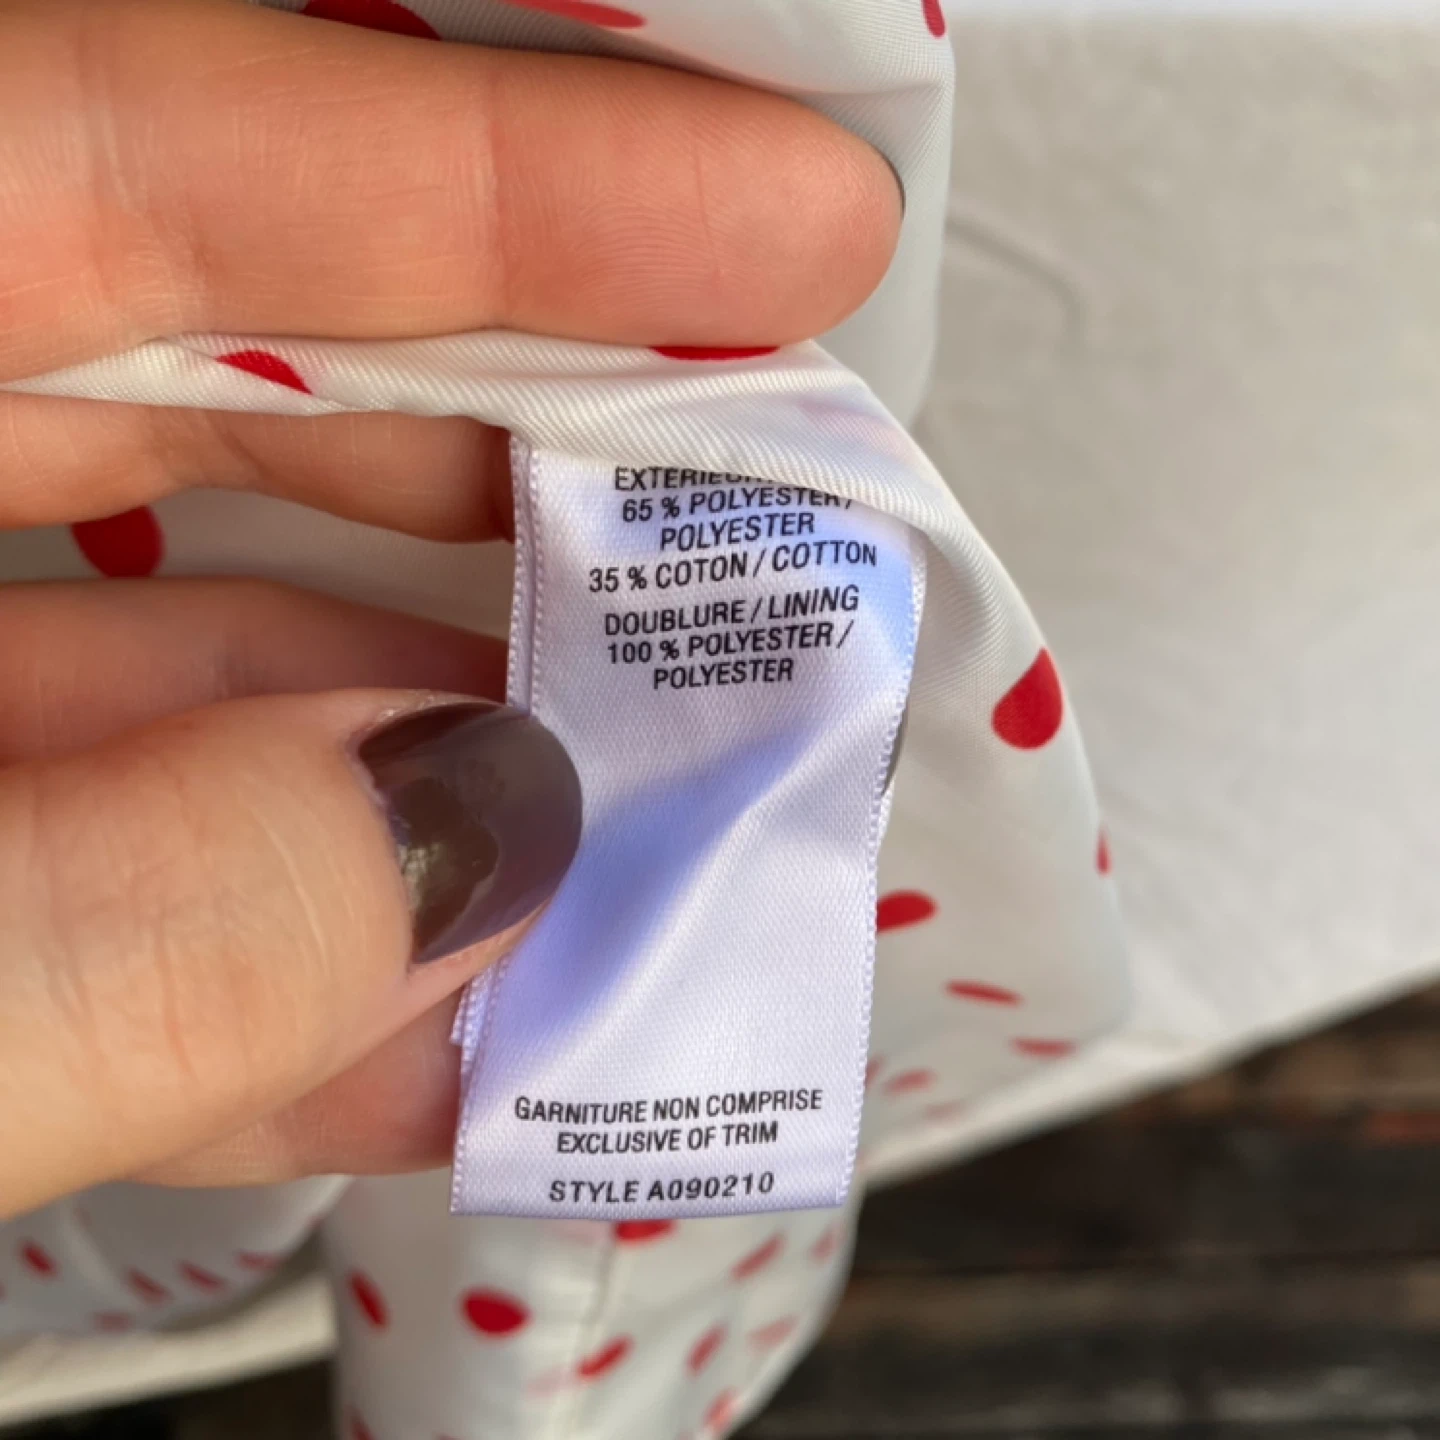 65 % POLYESTER /
POLYESTER
35 % COTON / COTTON
DOUBLURE / LINING
100 % POLYESTER /
POLYESTER
GARNITURE NON COMPRISE
EXCLUSIVE OF TRIM
STYLE A090210